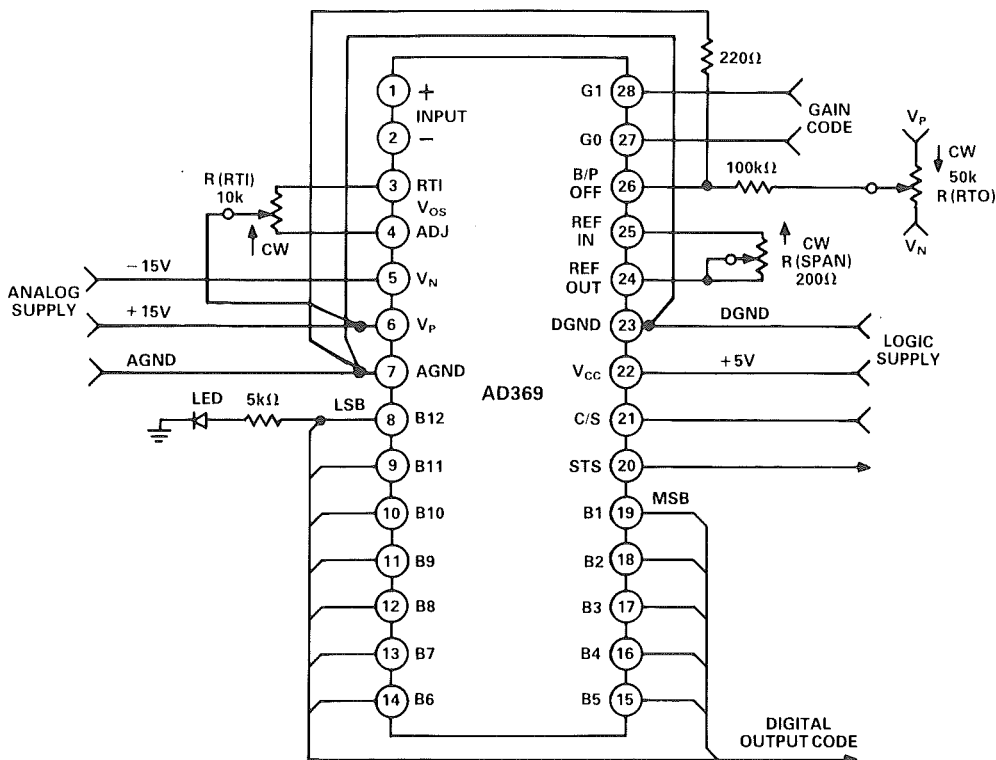 220Ω
1
+
INPUT
2
−
R (RTI)
10k
3
RTI
V_OS
4
ADJ
CW
−15V
5
V_N
ANALOG
SUPPLY
+15V
6
V_P
AGND
7
AGND
LED
5kΩ
LSB
8
B12
9
B11
10
B10
11
B9
12
B8
13
B7
14
B6
AD369
G1
28
GAIN
CODE
G0
27
B/P
OFF
26
100kΩ
V_P
CW
50k
R (RTO)
V_N
REF
IN
25
CW
R (SPAN)
200Ω
REF
OUT
24
DGND
23
DGND
LOGIC
SUPPLY
V_CC
22
+5V
C/S
21
STS
20
B1
19
MSB
B2
18
B3
17
B4
16
B5
15
DIGITAL
OUTPUT CODE